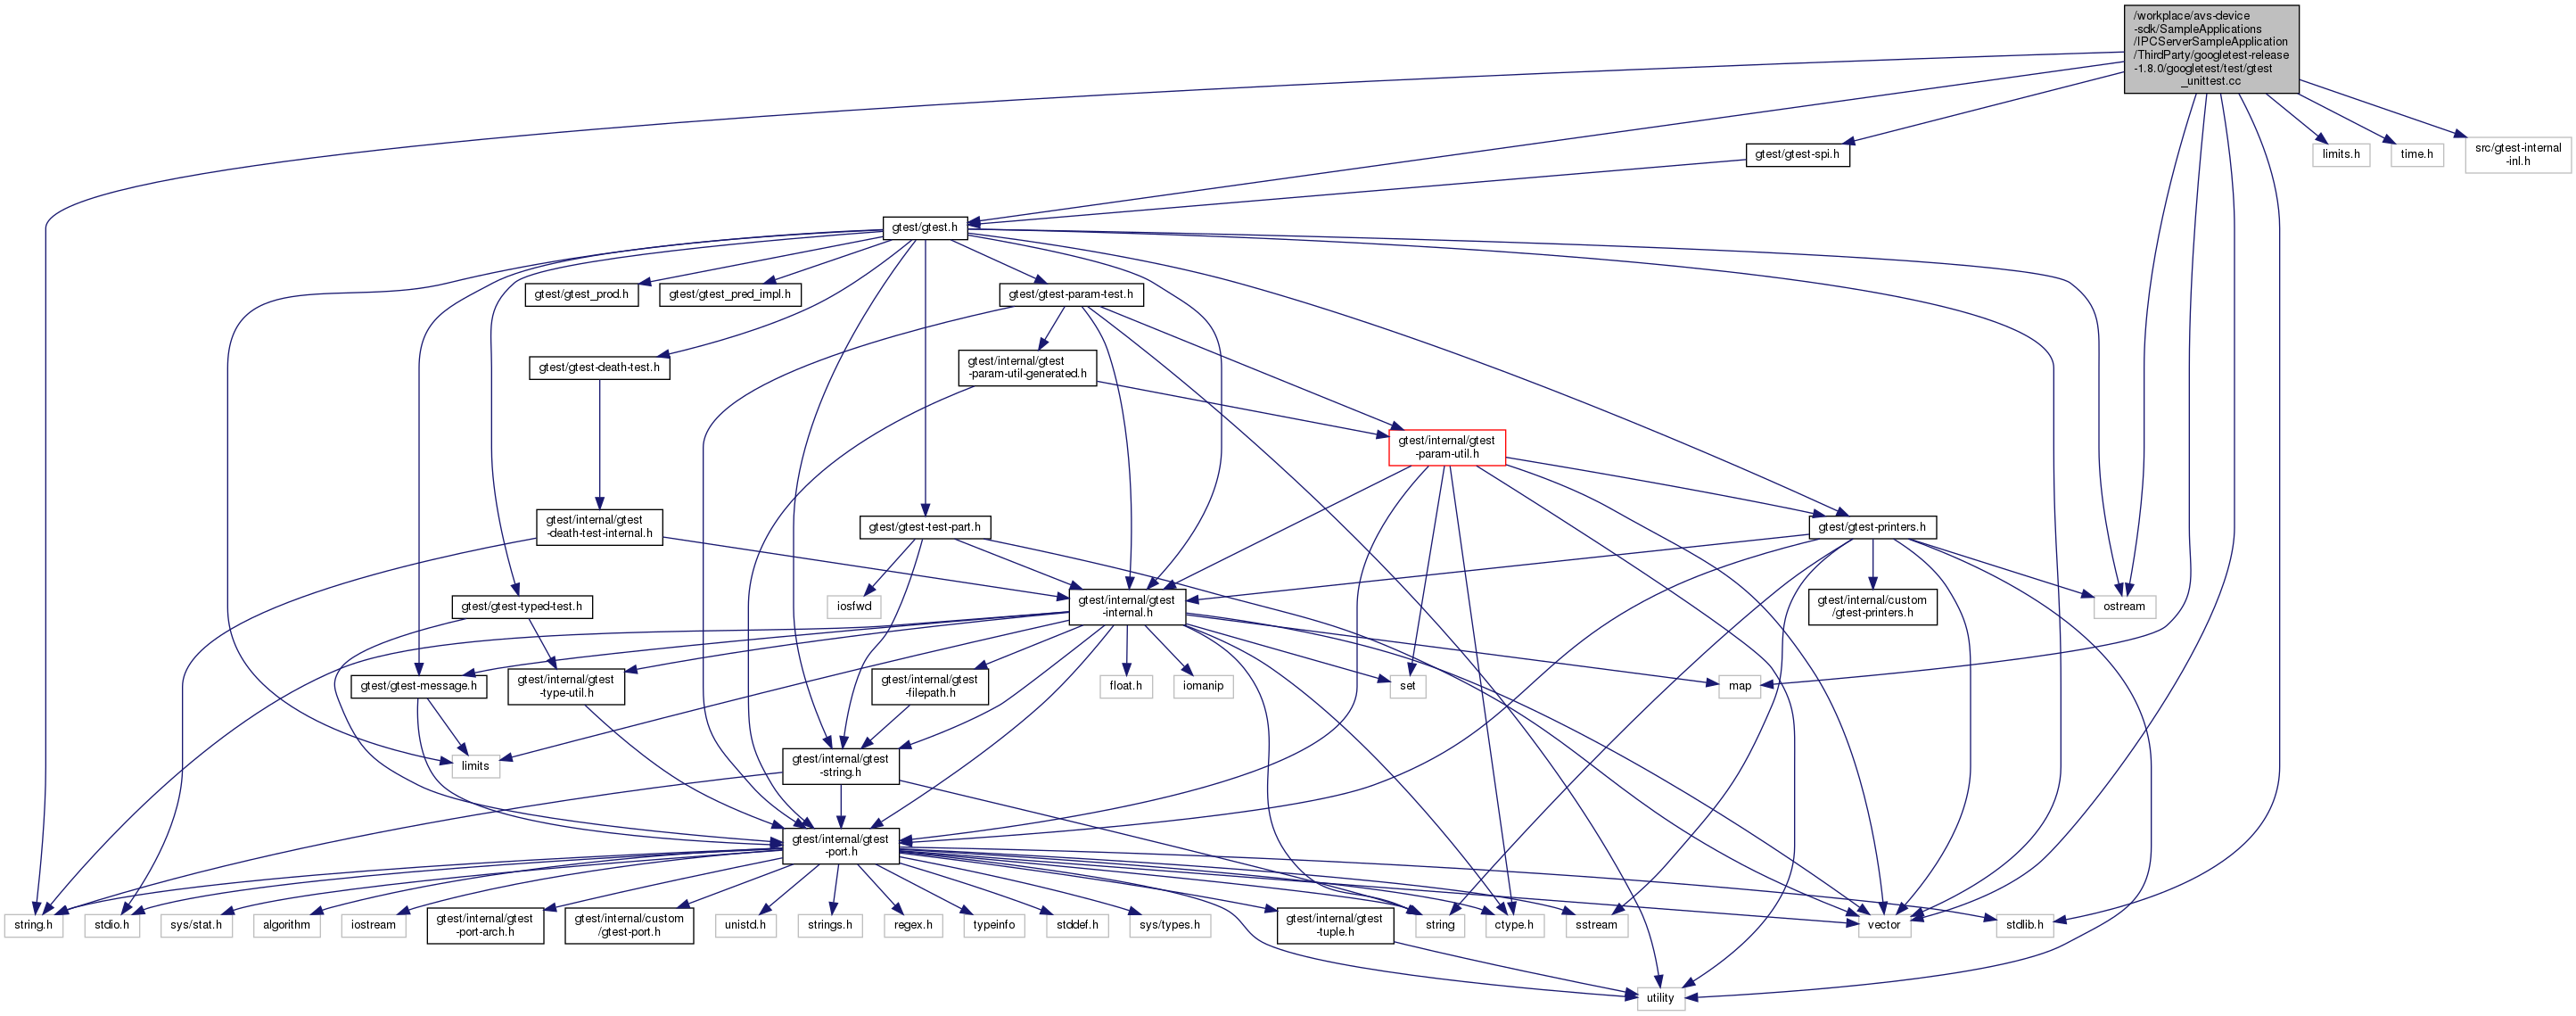 /workplace/avs-device
-sdk/SampleApplications
/IPCServerSampleApplication
/ThirdParty/googletest-release
-1.8.0/googletest/test/gtest
_unittest.cc
gtest/gtest-spi.h
limits.h
time.h
src/gtest-internal
-inl.h
gtest/gtest.h
gtest/gtest_prod.h
gtest/gtest_pred_impl.h
gtest/gtest-param-test.h
gtest/gtest-death-test.h
gtest/internal/gtest
-param-util-generated.h
gtest/internal/gtest
-param-util.h
gtest/internal/gtest
-death-test-internal.h
gtest/gtest-test-part.h
gtest/gtest-printers.h
gtest/gtest-typed-test.h
iosfwd
gtest/internal/gtest
-internal.h
gtest/internal/custom
/gtest-printers.h
ostream
gtest/gtest-message.h
gtest/internal/gtest
-type-util.h
gtest/internal/gtest
-filepath.h
float.h
iomanip
set
map
limits
gtest/internal/gtest
-string.h
gtest/internal/gtest
-port.h
string.h
stdio.h
sys/stat.h
algorithm
iostream
gtest/internal/gtest
-port-arch.h
gtest/internal/custom
/gtest-port.h
unistd.h
strings.h
regex.h
typeinfo
stddef.h
sys/types.h
gtest/internal/gtest
-tuple.h
string
ctype.h
sstream
vector
stdlib.h
utility